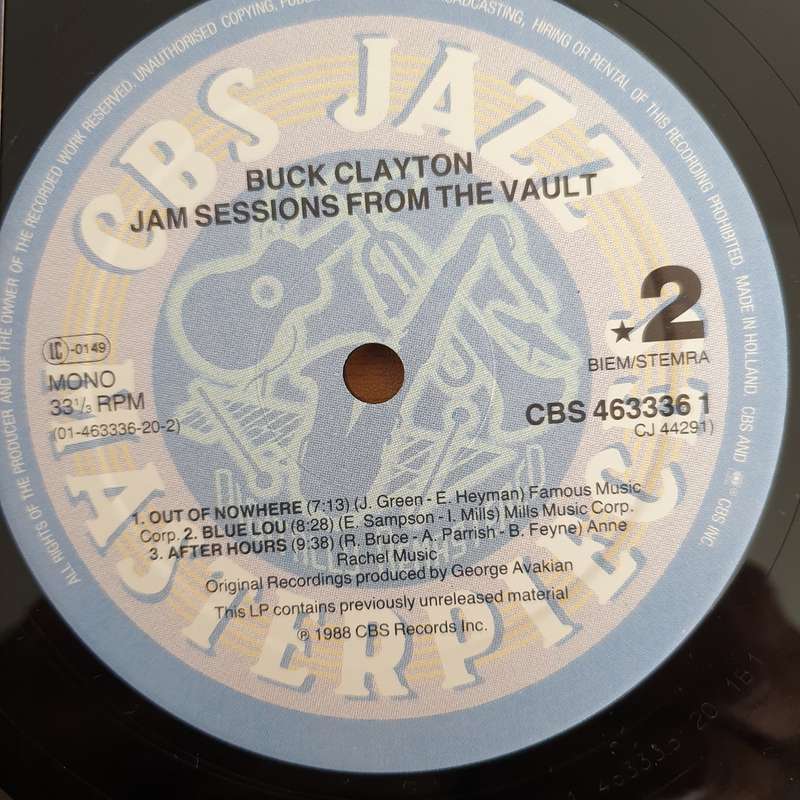 ALL RIGHTS OF THE PRODUCER AND OF THE OWNER OF THE RECORDED WORK RESERVED. UNAUTHORISED COPYING, HIRING OR RENTAL OF THIS RECORDING PROHIBITED. MADE IN HOLLAND. CBS AND CBS INC.
CBS JAZZ
BUCK CLAYTON
JAM SESSIONS FROM THE VAULT
★2
LC-0149
BIEM/STEMRA
MONO
33⅓ RPM
(01-463336-20-2)
CBS 463336 1
CJ 44291)
1. OUT OF NOWHERE (7:13) (J. Green - E. Heyman) Famous Music
Corp. 2. BLUE LOU (8:28) (E. Sampson - I. Mills) Mills Music Corp.
3. AFTER HOURS (9:38) (R. Bruce - A. Parrish - B. Feyne) Anne
Rachel Music
Original Recordings produced by George Avakian
This LP contains previously unreleased material
℗ 1988 CBS Records Inc.
MASTERPIECES